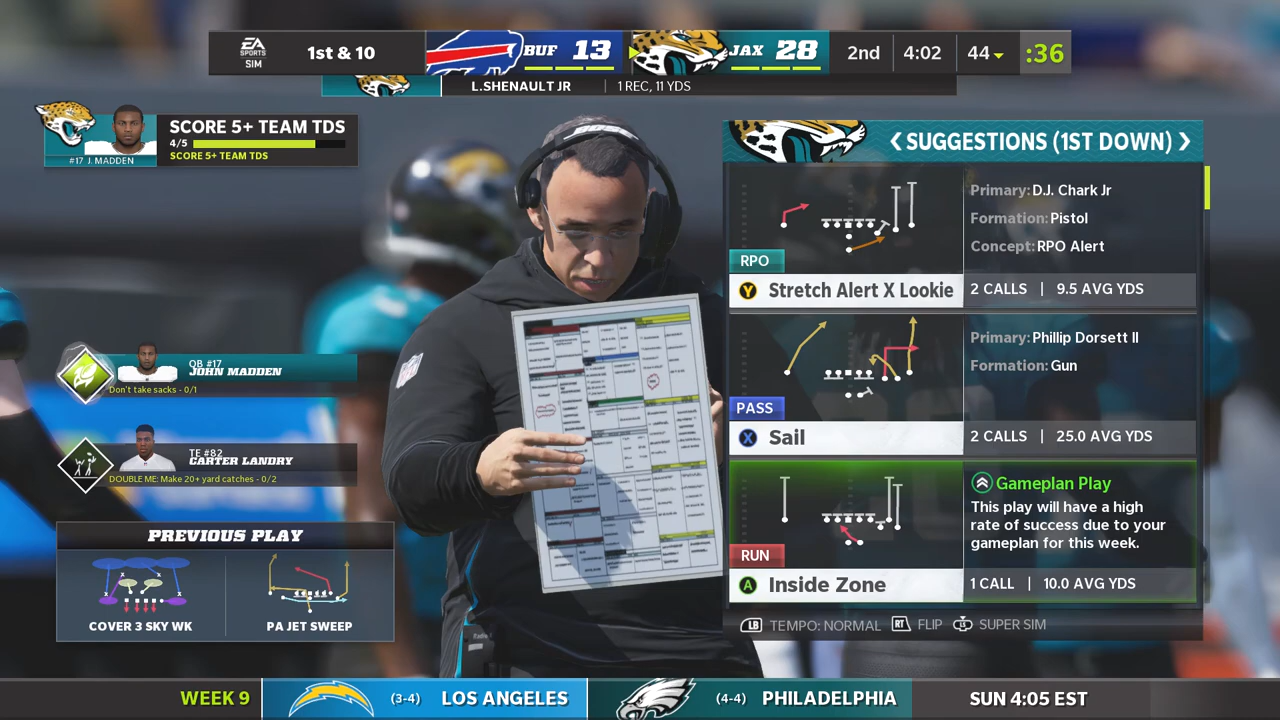 EA SPORTS SIM
1st & 10
BUF 13
JAX 28
2nd
4:02
44
:36
L.SHENAULT JR | 1 REC, 11 YDS
#17 J. MADDEN
SCORE 5+ TEAM TDS
4/5
SCORE 5+ TEAM TDS
BOSE
SUGGESTIONS (1ST DOWN)
RPO
Y Stretch Alert X Lookie
Primary: D.J. Chark Jr
Formation: Pistol
Concept: RPO Alert
2 CALLS | 9.5 AVG YDS
PASS
X Sail
Primary: Phillip Dorsett II
Formation: Gun
2 CALLS | 25.0 AVG YDS
RUN
A Inside Zone
Gameplan Play
This play will have a high
rate of success due to your
gameplan for this week.
1 CALL | 10.0 AVG YDS
LB TEMPO: NORMAL
RT FLIP
SUPER SIM
QB #17
JOHN MADDEN
Don't take sacks - 0/1
TE #82
CARTER LANDRY
DOUBLE ME: Make 20+ yard catches - 0/2
NFL
PREVIOUS PLAY
COVER 3 SKY WK
PA JET SWEEP
WEEK 9
(3-4) LOS ANGELES
(4-4) PHILADELPHIA
SUN 4:05 EST